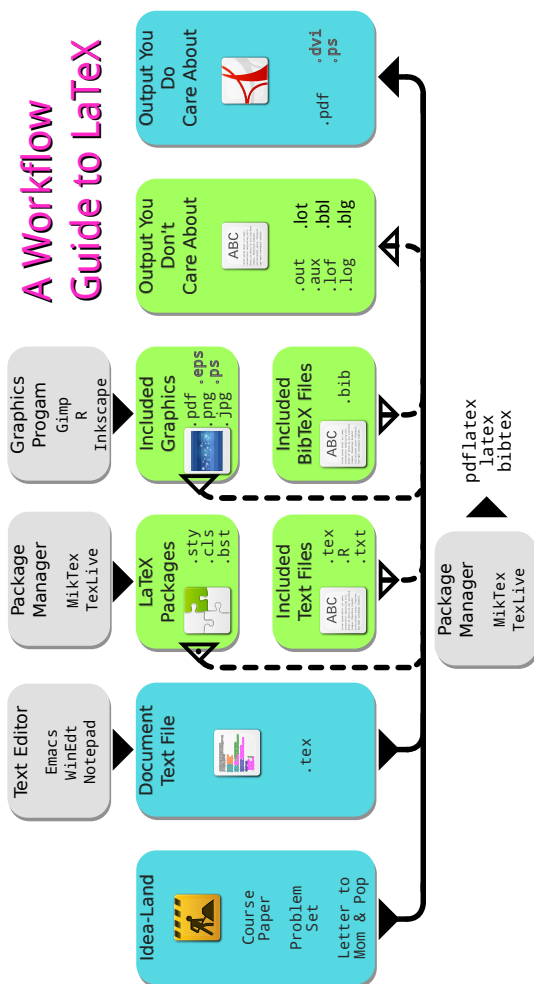 A Workflow
Guide to LaTeX
Text Editor
Emacs
WinEdt
Notepad
Package
Manager
MikTex
TexLive
Graphics
Progam
Gimp
R
Inkscape
Idea-Land
Course
Paper
Problem
Set
Letter to
Mom & Pop
Document
Text File
.tex
LaTeX
Packages
.sty
.cls
.bst
Included
Text Files
ABC
.tex
.R
.txt
Included
Graphics
.pdf .eps
.png .ps
.jpg
Included
BibTeX Files
ABC
.bib
Output You
Don't
Care About
ABC
.out
.aux .lot
.lof .bbl
.log .blg
Output You
Do
Care About
.pdf .dvi
.ps
Package
Manager
MikTex
TexLive
pdflatex
latex
bibtex